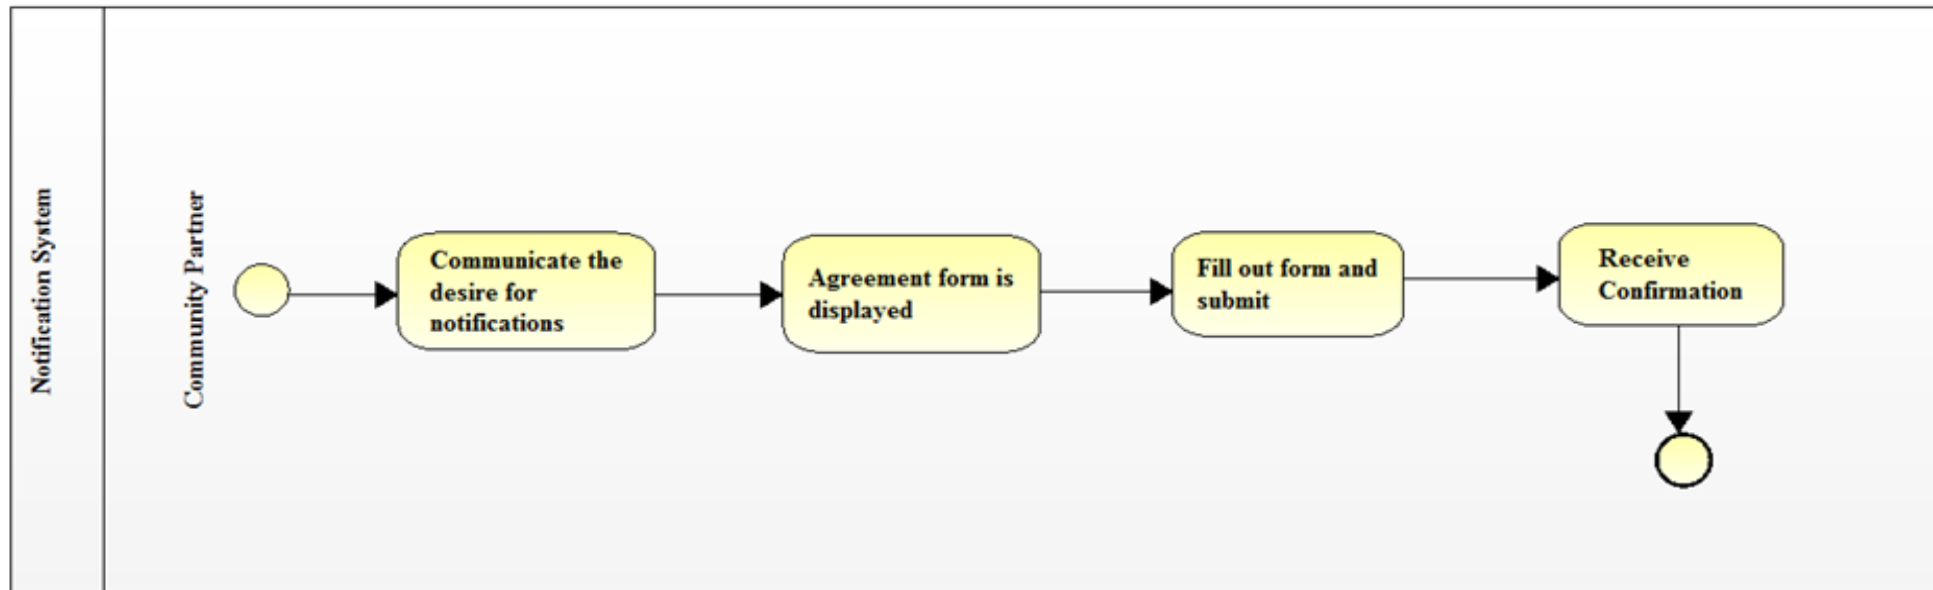 Notification System
Community Partner
Communicate the
desire for
notifications
Agreement form is
displayed
Fill out form and
submit
Receive
Confirmation